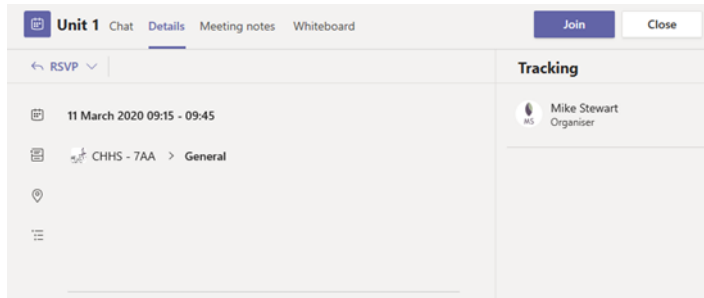 Unit 1 Chat Details Meeting notes Whiteboard Join Close
RSVP
Tracking
11 March 2020 09:15 - 09:45
Mike Stewart
MS Organiser
CHHS - 7AA > General